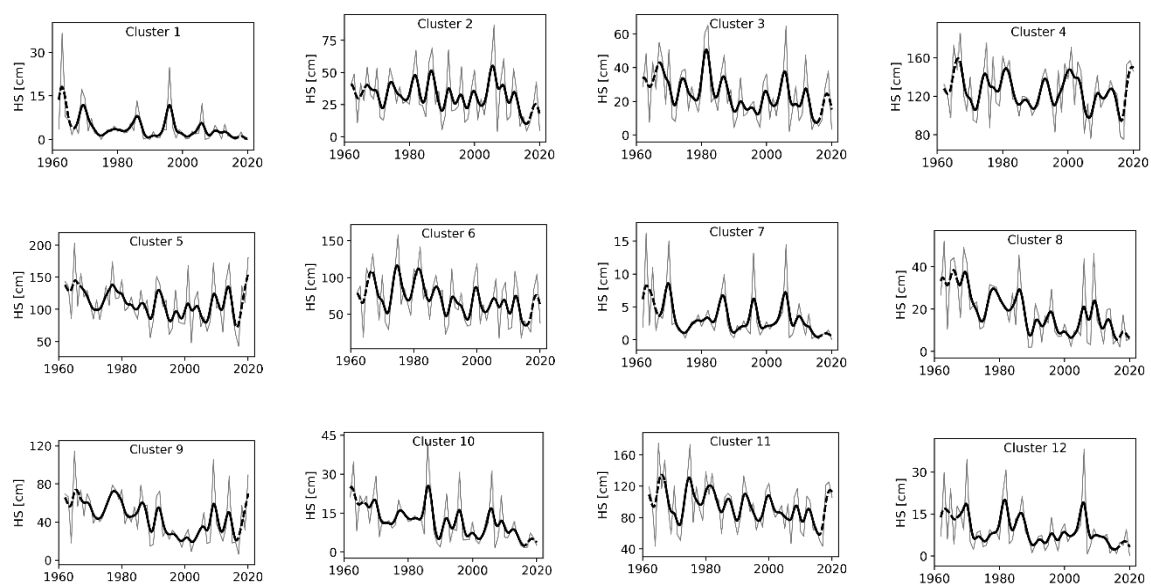 Cluster 1
HS [cm]
30
15
0
1960 1980 2000 2020
Cluster 2
HS [cm]
75
50
25
0
1960 1980 2000 2020
Cluster 3
HS [cm]
60
40
20
0
1960 1980 2000 2020
Cluster 4
HS [cm]
160
120
80
1960 1980 2000 2020
Cluster 5
HS [cm]
200
150
100
50
1960 1980 2000 2020
Cluster 6
HS [cm]
150
100
50
1960 1980 2000 2020
Cluster 7
HS [cm]
15
10
5
0
1960 1980 2000 2020
Cluster 8
HS [cm]
40
20
0
1960 1980 2000 2020
Cluster 9
HS [cm]
120
80
40
0
1960 1980 2000 2020
Cluster 10
HS [cm]
45
30
15
0
1960 1980 2000 2020
Cluster 11
HS [cm]
160
120
80
40
1960 1980 2000 2020
Cluster 12
HS [cm]
30
15
0
1960 1980 2000 2020